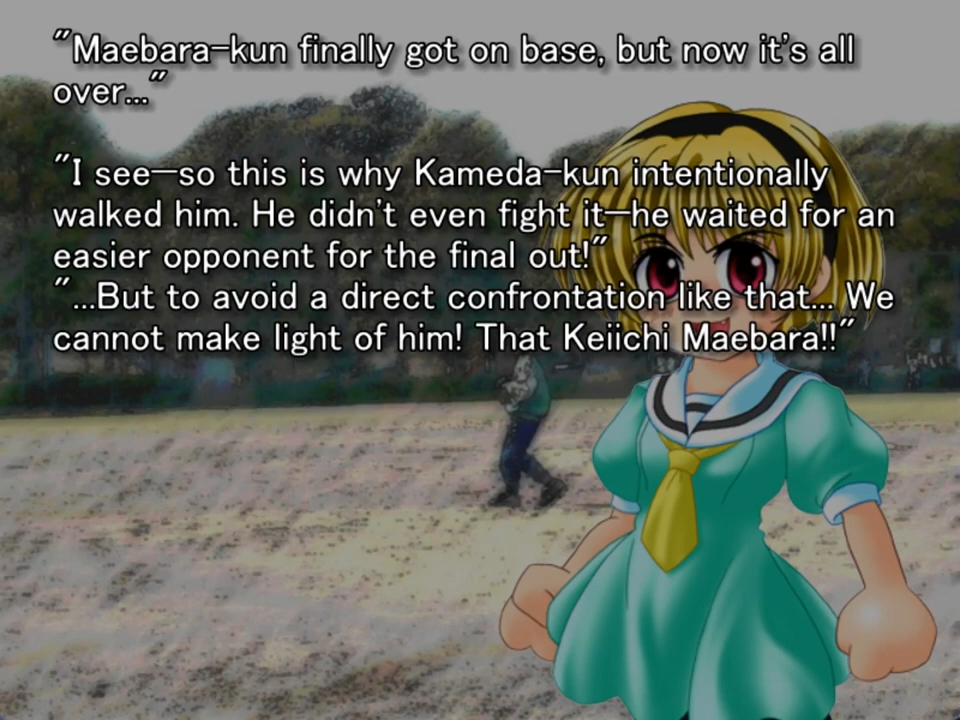 "Maebara-kun finally got on base, but now it's all
over..."
"I see—so this is why Kameda-kun intentionally
walked him. He didn't even fight it—he waited for an
easier opponent for the final out!"
"...But to avoid a direct confrontation like that... We
cannot make light of him! That Keiichi Maebara!!"